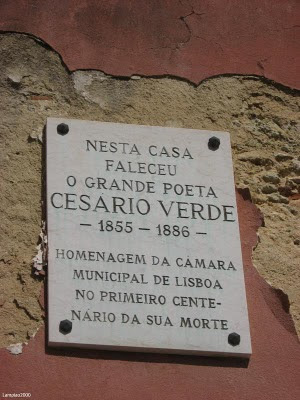 NESTA CASA
FALECEU
O GRANDE POETA
CESARIO VERDE
- 1855 - 1886 -
HOMENAGEM DA CAMARA
MUNICIPAL DE LISBOA
NO PRIMEIRO CENTE-
NÁRIO DA SUA MORTE
Lamatao2000